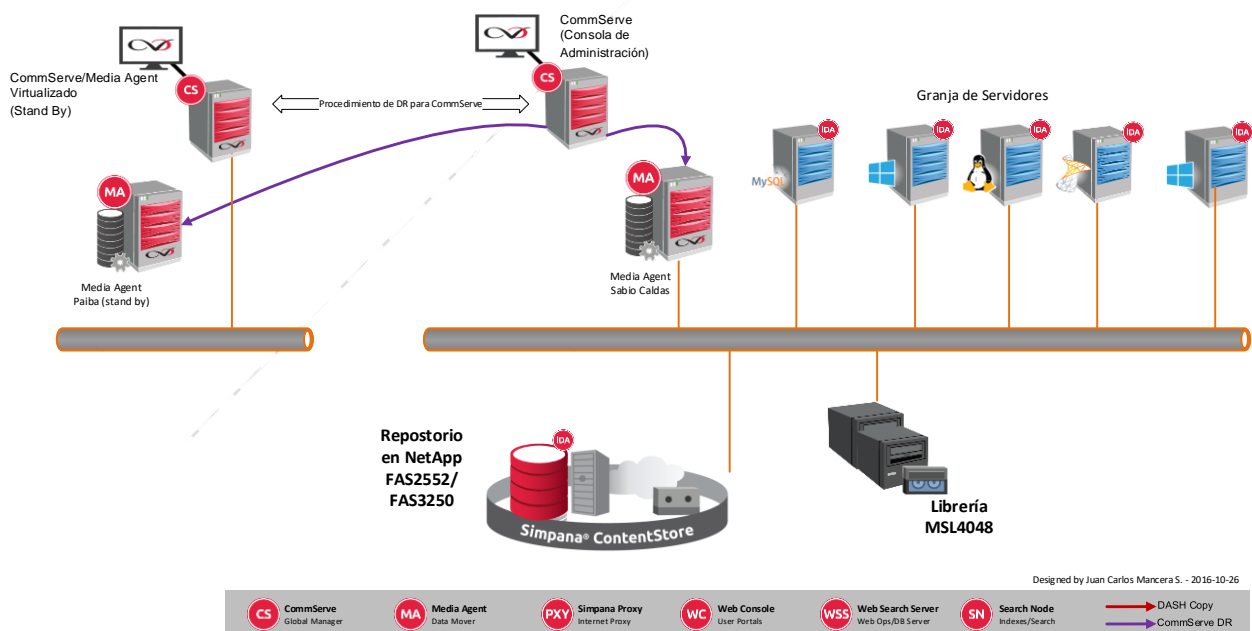 CommServe
(Consola de
Administración)
CommServe/Media Agent
Virtualizado
(Stand By)
CS
CS
Procedimiento de DR para CommServe
Granja de Servidores
IDA
IDA
IDA
IDA
IDA
MySQL
MA
MA
Media Agent
Paiba (stand by)
Media Agent
Sabio Caldas
Repostorio
en NetApp
FAS2552/
FAS3250
IDA
Simpana® ContentStore
Librería
MSL4048
Designed by Juan Carlos Mancera S. - 2016-10-26
CS CommServe
Global Manager
MA Media Agent
Data Mover
PXY Simpana Proxy
Internet Proxy
WC Web Console
User Portals
WSS Web Search Server
Web Ops/DB Server
SN Search Node
Indexes/Search
DASH Copy
CommServe DR